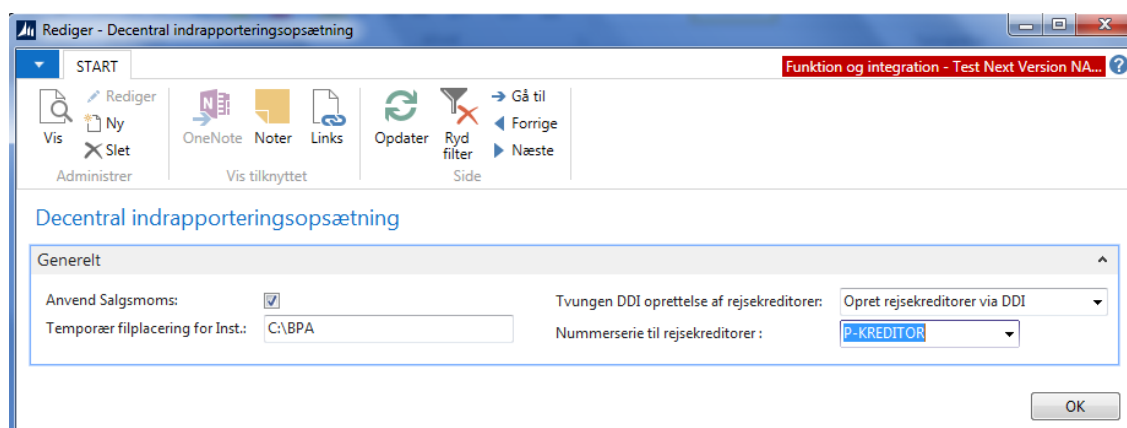 Rediger - Decentral indrapporteringsopsætning
START
Funktion og integration - Test Next Version NA...
Vis
Rediger
Ny
Slet
Administrer
OneNote
Noter
Links
Vis tilknyttet
Opdater
Ryd filter
Gå til
Forrige
Næste
Side
Decentral indrapporteringsopsætning
Generelt
Anvend Salgsmoms:
Temporær filplacering for Inst.: C:\BPA
Tvungen DDI oprettelse af rejsekreditorer: Opret rejsekreditorer via DDI
Nummerserie til rejsekreditorer : P-KREDITOR
OK